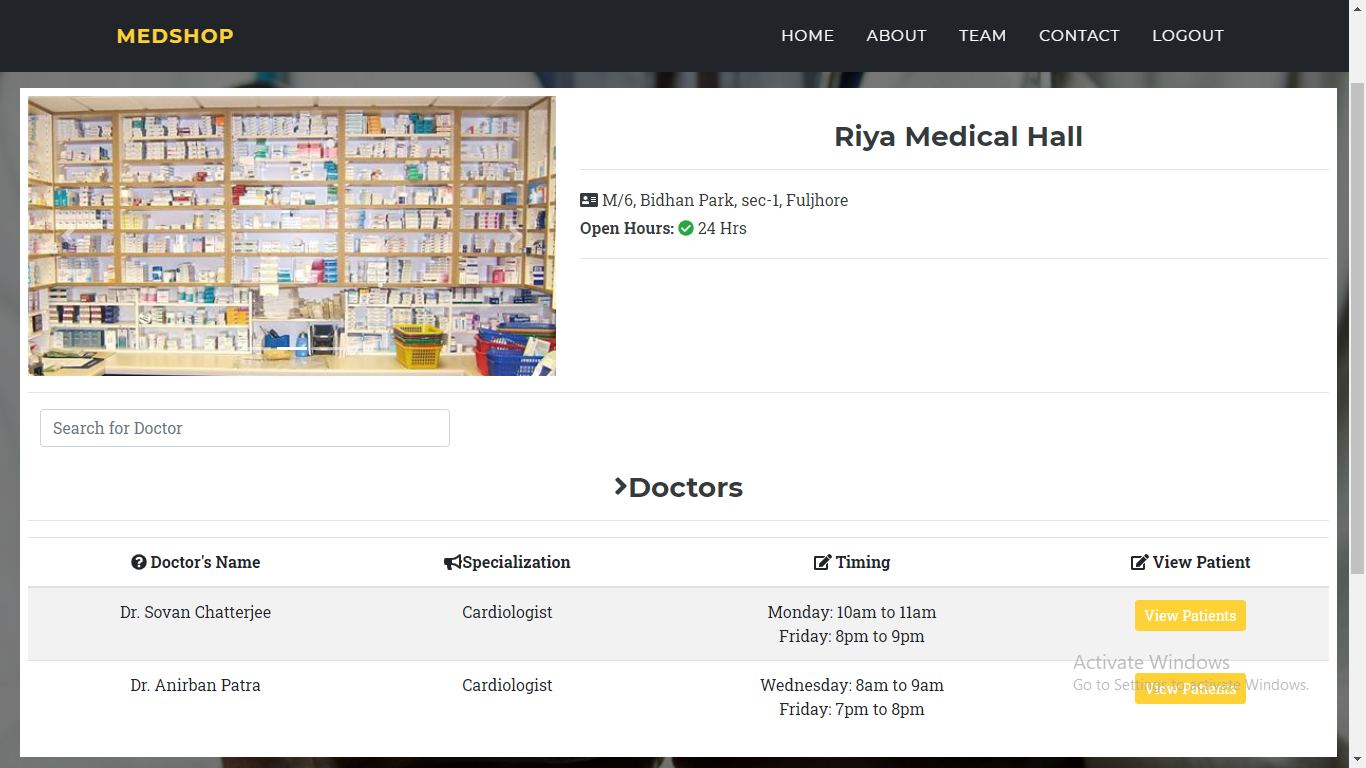 MEDSHOP
HOME ABOUT TEAM CONTACT LOGOUT
Riya Medical Hall
M/6, Bidhan Park, sec-1, Fuljhore
Open Hours: 24 Hrs
Search for Doctor
Doctors
Doctor's Name Specialization Timing View Patient
Dr. Sovan Chatterjee Cardiologist Monday: 10am to 11am View Patients
Friday: 8pm to 9pm
Dr. Anirban Patra Cardiologist Wednesday: 8am to 9am View Patients
Friday: 7pm to 8pm
Activate Windows
Go to Settings to activate Windows.